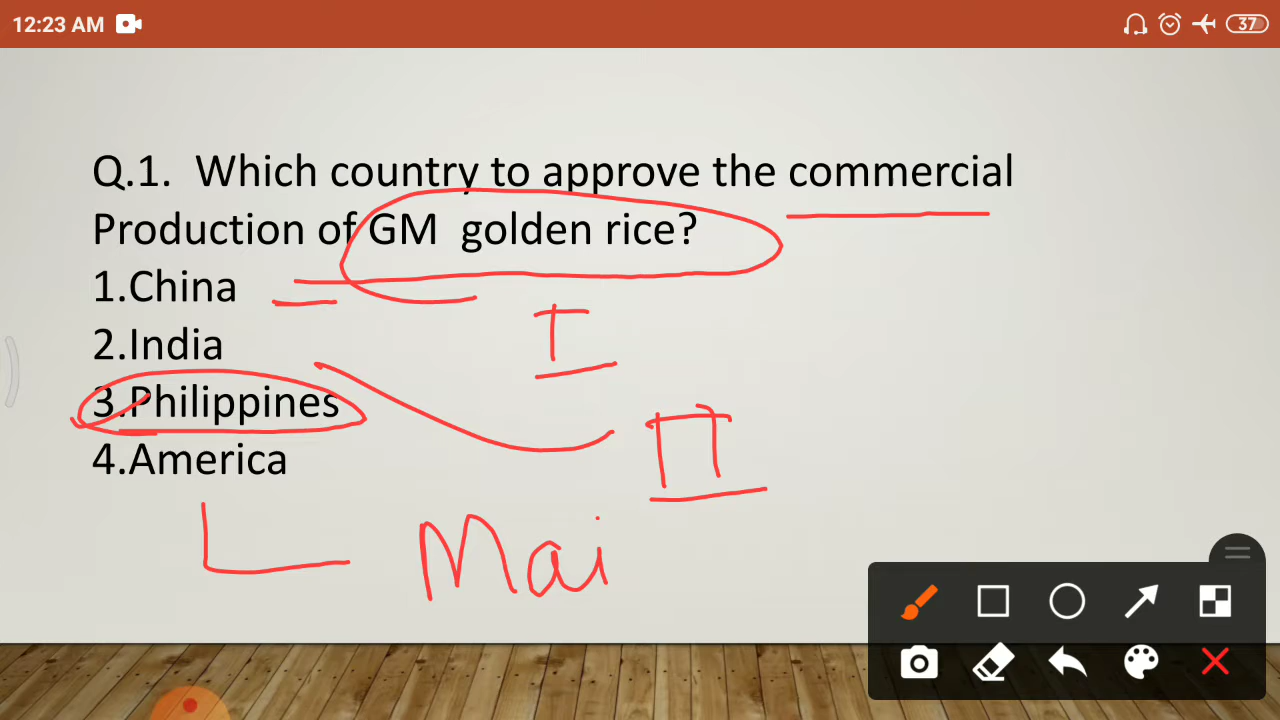 12:23 AM
37
Q.1. Which country to approve the commercial
Production of GM golden rice?
1.China
I
2.India
3.Philippines
II
4.America
Mai